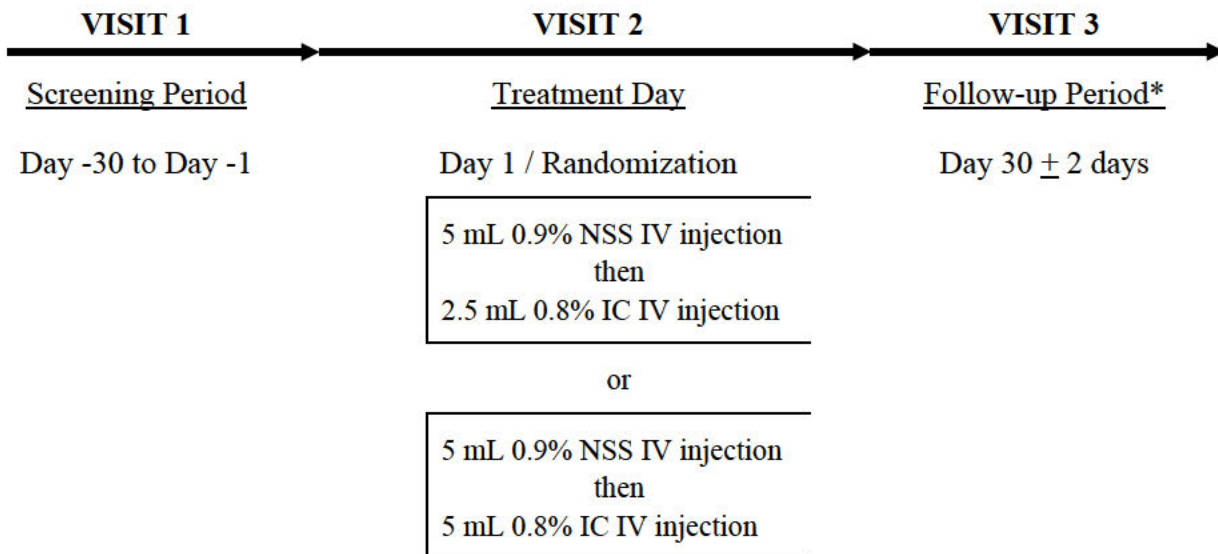 VISIT 1
VISIT 2
VISIT 3
Screening Period
Treatment Day
Follow-up Period*
Day -30 to Day -1
Day 1 / Randomization
Day 30 ± 2 days
5 mL 0.9% NSS IV injection
then
2.5 mL 0.8% IC IV injection
or
5 mL 0.9% NSS IV injection
then
5 mL 0.8% IC IV injection